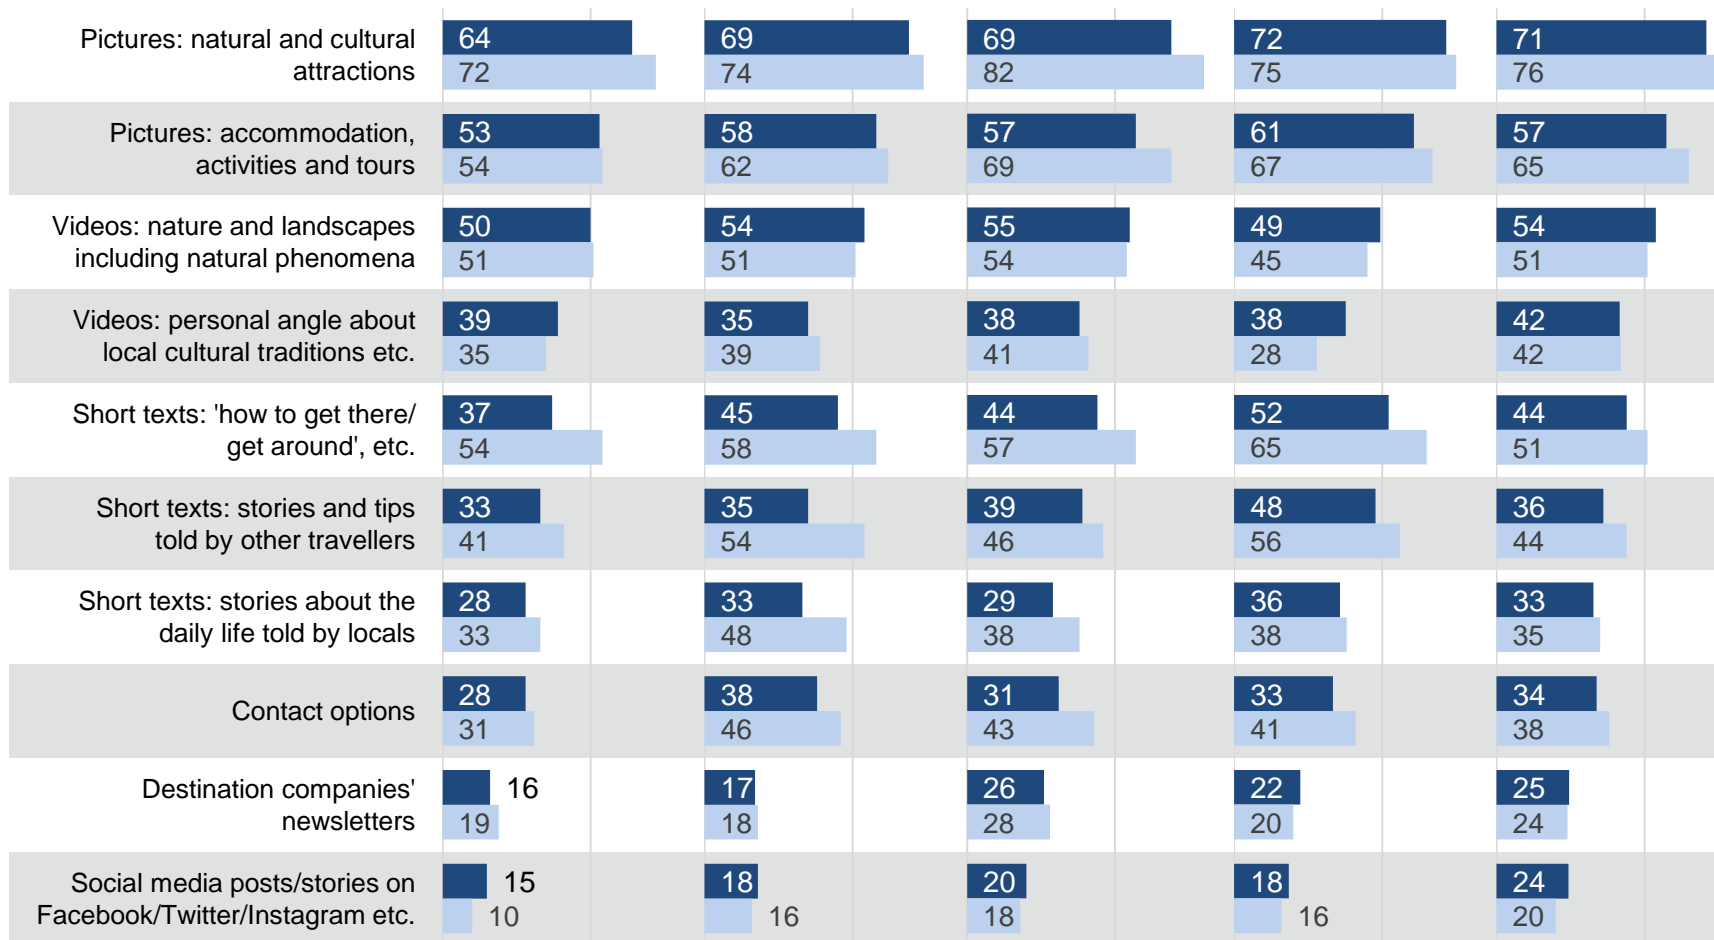 Pictures: natural and cultural
attractions
64 69 69 72 71
72 74 82 75 76
Pictures: accommodation,
activities and tours
53 58 57 61 57
54 62 69 67 65
Videos: nature and landscapes
including natural phenomena
50 54 55 49 54
51 51 54 45 51
Videos: personal angle about
local cultural traditions etc.
39 35 38 38 42
35 39 41 28 42
Short texts: 'how to get there/
get around', etc.
37 45 44 52 44
54 58 57 65 51
Short texts: stories and tips
told by other travellers
33 35 39 48 36
41 54 46 56 44
Short texts: stories about the
daily life told by locals
28 33 29 36 33
33 48 38 38 35
Contact options
28 38 31 33 34
31 46 43 41 38
Destination companies'
newsletters
16 17 26 22 25
19 18 28 20 24
Social media posts/stories on
Facebook/Twitter/Instagram etc.
15 18 20 18 24
10 16 18 16 20